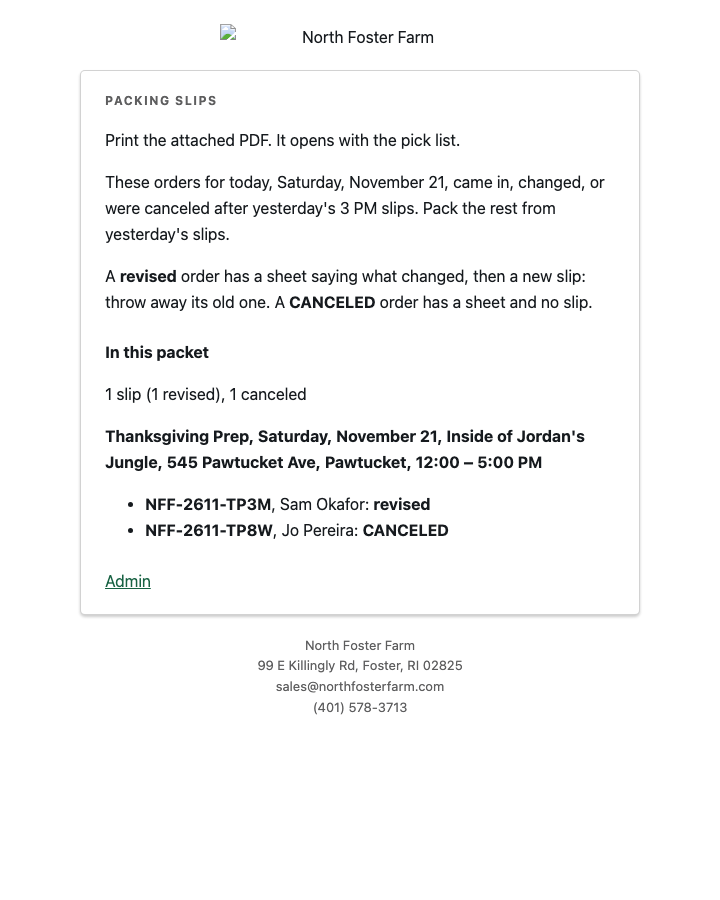 North Foster Farm
PACKING SLIPS
Print the attached PDF. It opens with the pick list.
These orders for today, Saturday, November 21, came in, changed, or
were canceled after yesterday's 3 PM slips. Pack the rest from
yesterday's slips.
A revised order has a sheet saying what changed, then a new slip:
throw away its old one. A CANCELED order has a sheet and no slip.
In this packet
1 slip (1 revised), 1 canceled
Thanksgiving Prep, Saturday, November 21, Inside of Jordan's
Jungle, 545 Pawtucket Ave, Pawtucket, 12:00 – 5:00 PM
• NFF-2611-TP3M, Sam Okafor: revised
• NFF-2611-TP8W, Jo Pereira: CANCELED
Admin
North Foster Farm
99 E Killingly Rd, Foster, RI 02825
sales@northfosterfarm.com
(401) 578-3713